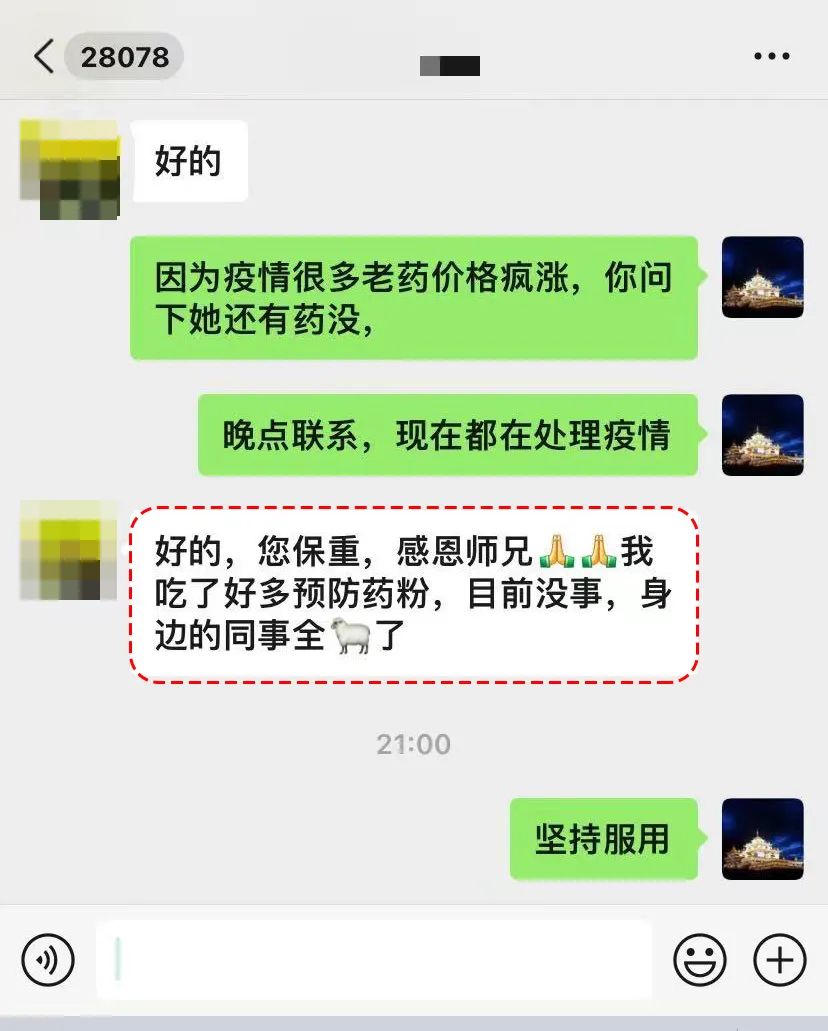 28078
好的
因为疫情很多老药价格疯涨，你问
下她还有药没，
晚点联系，现在都在处理疫情
好的，您保重，感恩师兄🙏🙏我
吃了好多预防药粉，目前没事，身
边的同事全🐑了
21:00
坚持服用